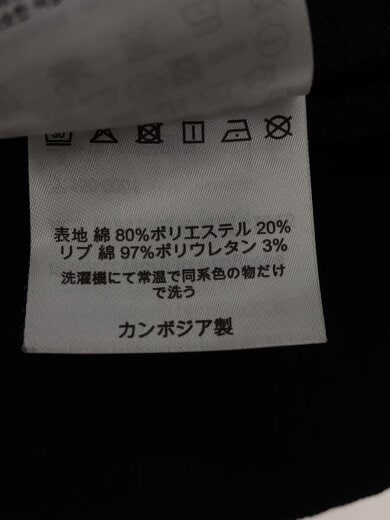 表地 綿 80%ポリエステル 20%
リブ 綿 97%ポリウレタン 3%
洗濯機にて常温で同系色の物だけ
で洗う
カンボジア製